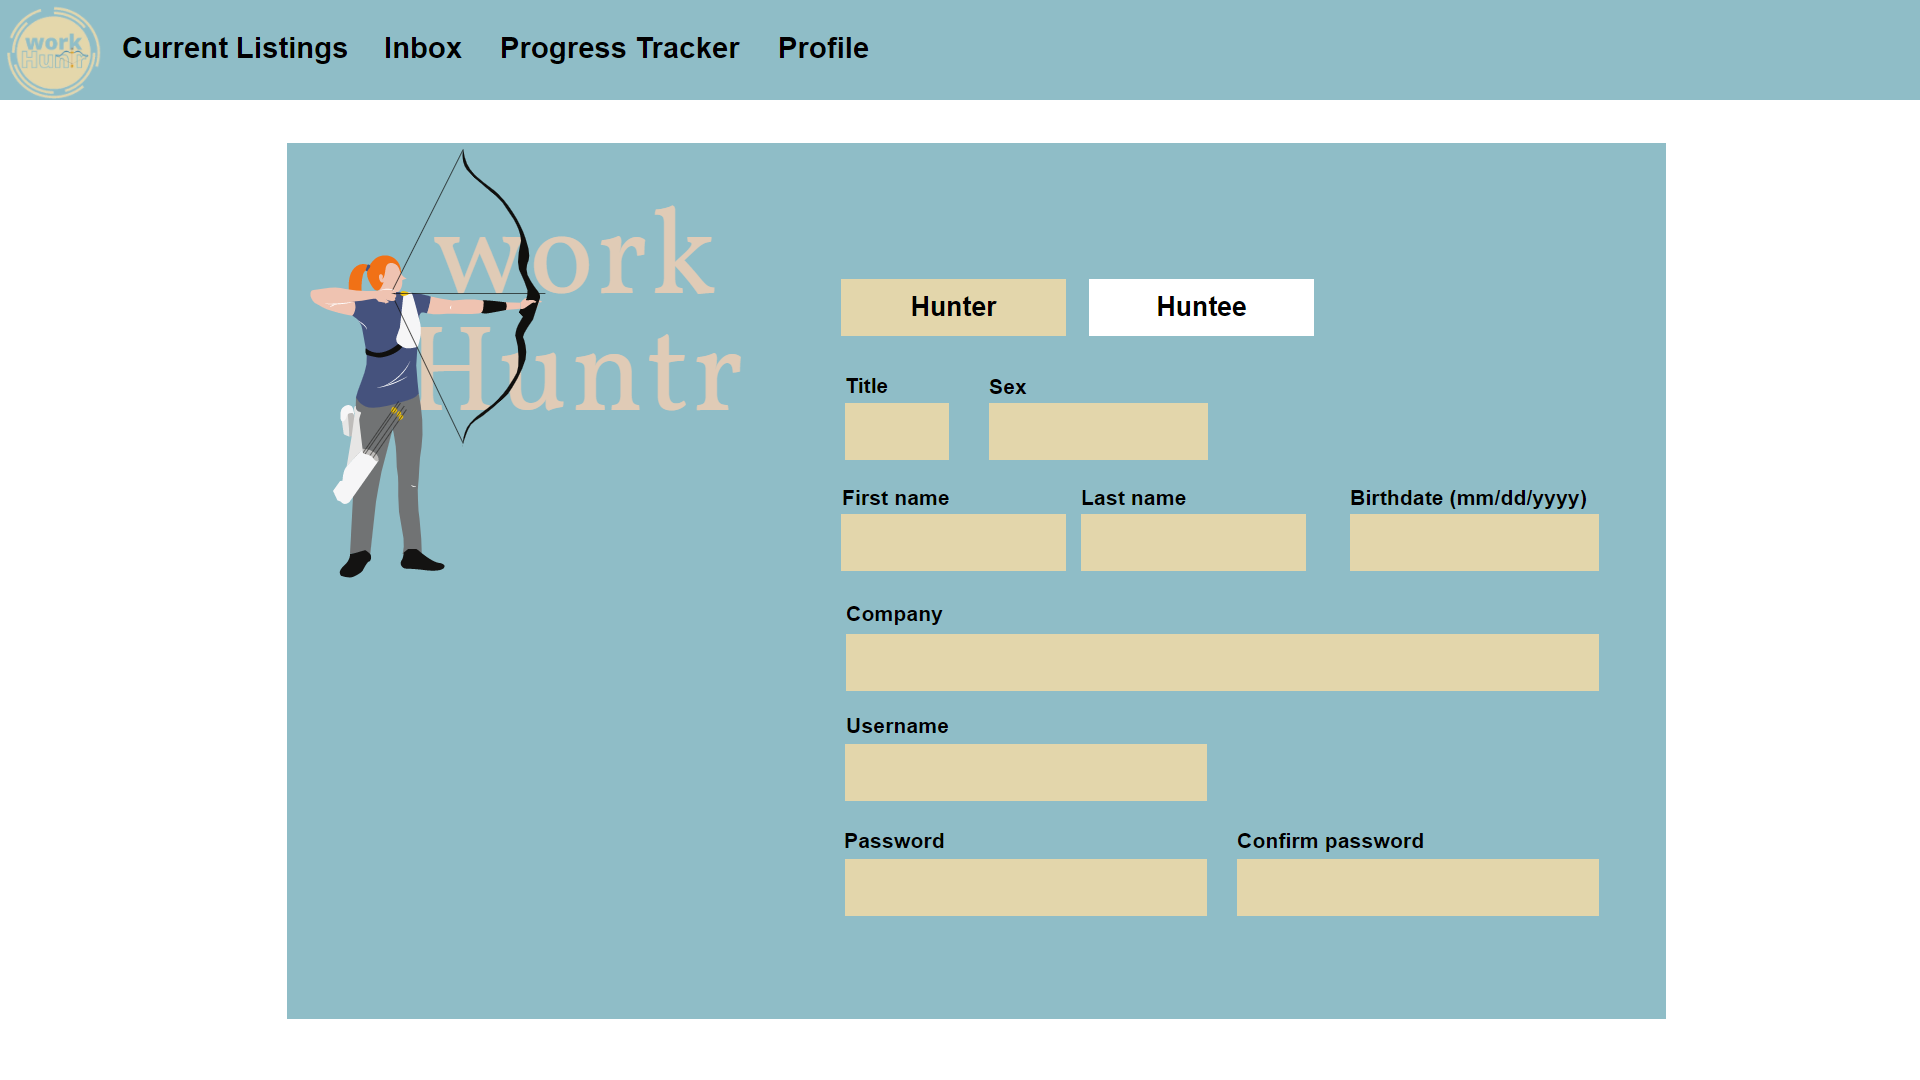 work
Huntr
Current Listings Inbox Progress Tracker Profile
work
Huntr
Hunter Huntee
Title Sex
First name Last name Birthdate (mm/dd/yyyy)
Company
Username
Password Confirm password